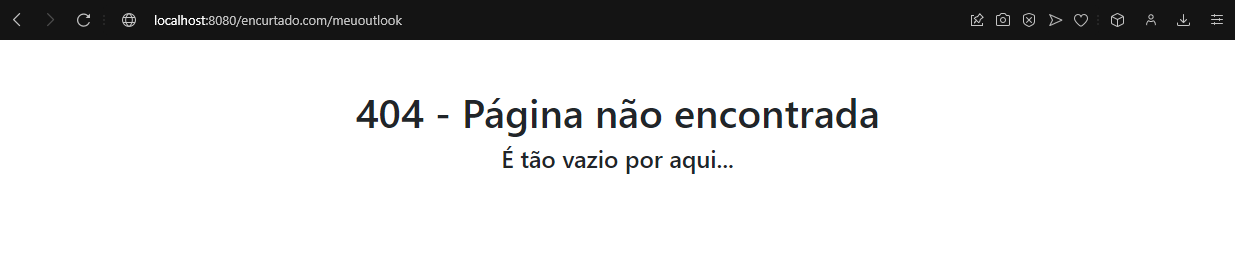 localhost:8080/encurtado.com/meuoutlook
404 - Página não encontrada
É tão vazio por aqui...